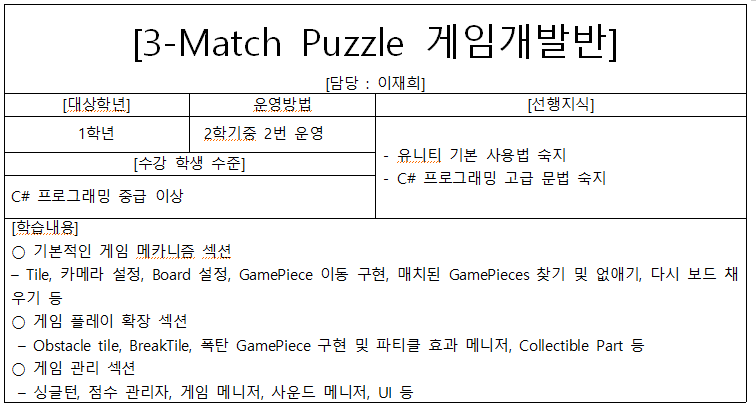 [3-Match Puzzle 게임개발반]
[담당 : 이재희]
[대상학년] 운영방법 [선행지식]
1학년 2학기중 2번 운영
- 유니티 기본 사용법 숙지
- C# 프로그래밍 고급 문법 숙지
[수강 학생 수준]
C# 프로그래밍 중급 이상
[학습내용]
○ 기본적인 게임 메카니즘 섹션
– Tile, 카메라 설정, Board 설정, GamePiece 이동 구현, 매치된 GamePieces 찾기 및 없애기, 다시 보드 채
우기 등
○ 게임 플레이 확장 섹션
– Obstacle tile, BreakTile, 폭탄 GamePiece 구현 및 파티클 효과 메니저, Collectible Part 등
○ 게임 관리 섹션
– 싱글턴, 점수 관리자, 게임 메니저, 사운드 메니저, UI 등